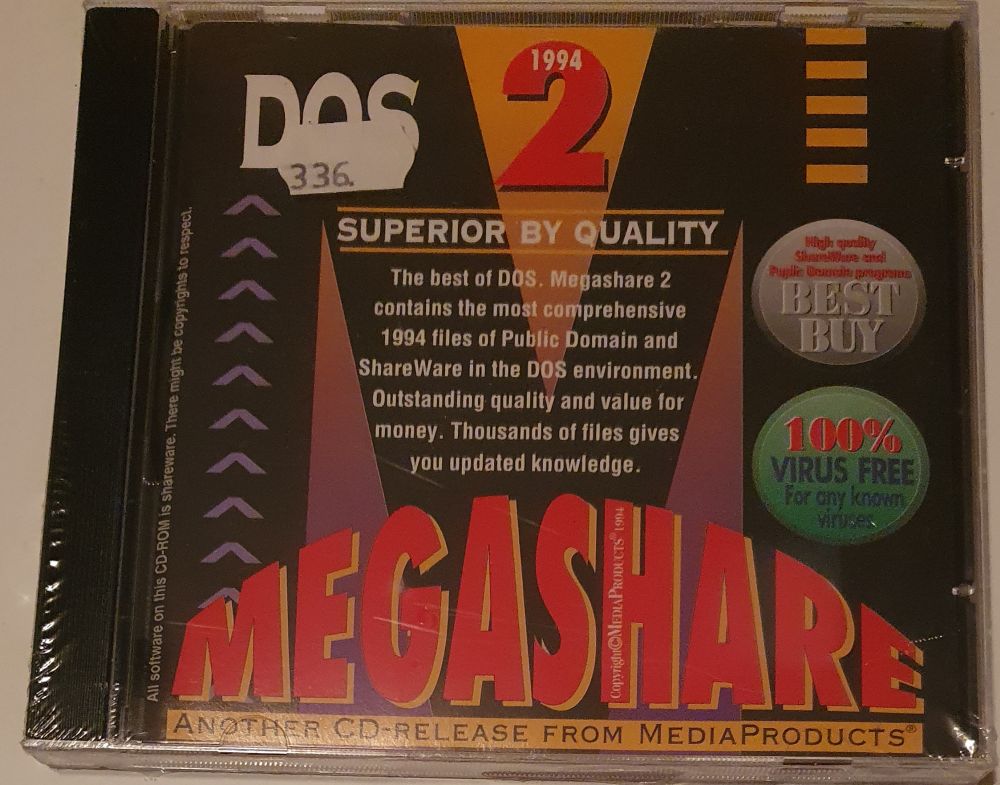 1994
DOS
2
336.
SUPERIOR BY QUALITY
The best of DOS. Megashare 2
contains the most comprehensive
1994 files of Public Domain and
ShareWare in the DOS environment.
Outstanding quality and value for
money. Thousands of files gives
you updated knowledge.
High quality
ShareWare and
Puplic Domain programs
BEST
BUY
100%
VIRUS FREE
For any known
viruses
All software on this CD-ROM is shareware. There might be copyrights to respect.
MEGASHARE
Copyright©MEDIAPRODUCTS® 1994
ANOTHER CD-RELEASE FROM MEDIAPRODUCTS®